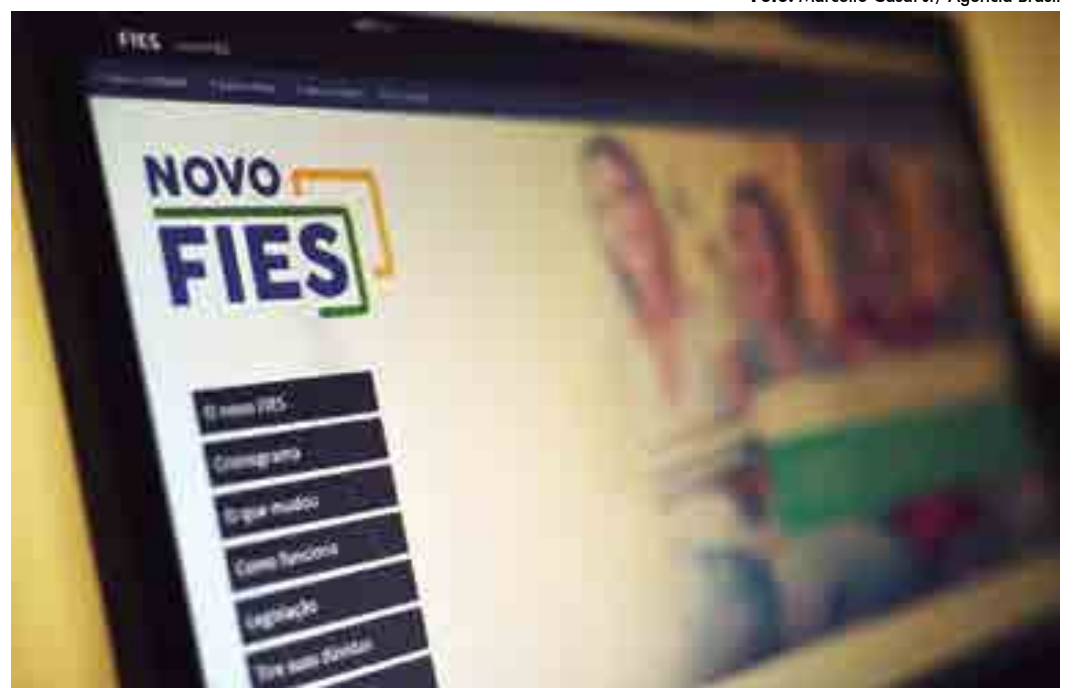 Foto: Marcello Casal Jr/ Agência Brasil
FIES
NOVO
FIES
O novo FIES
Cronograma
O que mudou
Como funciona
Legislação
Tire suas dúvidas